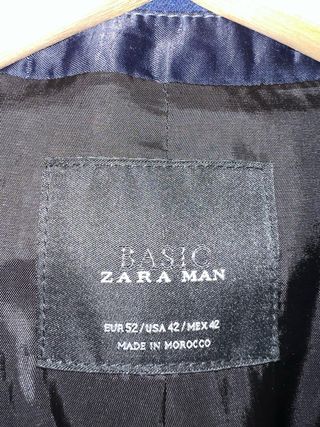 BASIC
ZARA MAN
EUR 52 / USA 42 / MEX 42
MADE IN MOROCCO